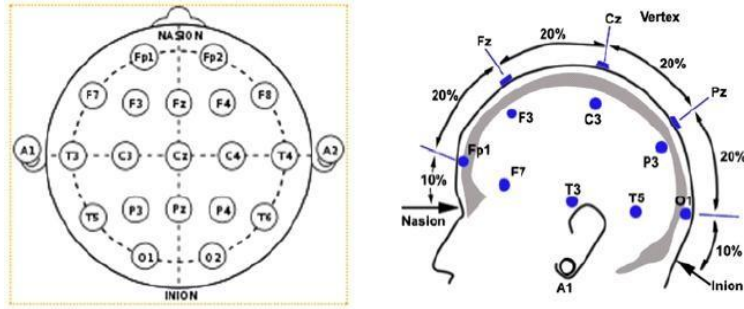 NASION
Fp1 Fp2
F7 F3 Fz F4 F8
A1 T3 C3 Cz C4 T4 A2
T5 P3 Pz P4 T6
O1 O2
INION
Cz Vertex
20%
Fz
20%
20%
Pz
F3
C3
Fp1
P3
20%
10%
F7
T3
T5
O1
Nasion
10%
A1
Inion